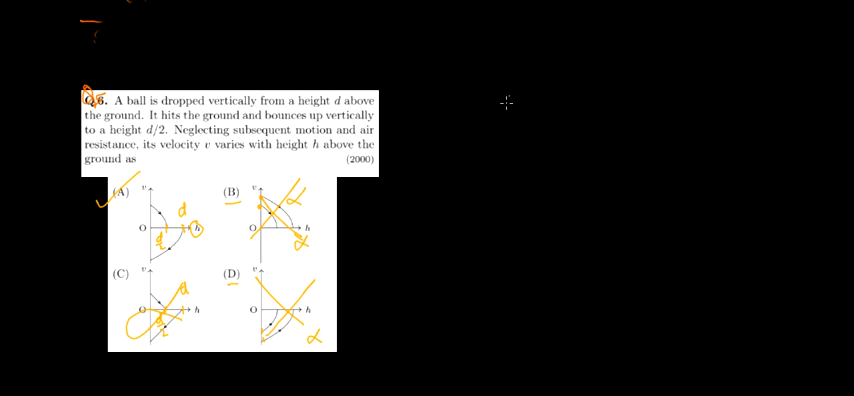 Q6. A ball is dropped vertically from a height d above
the ground. It hits the ground and bounces up vertically
to a height d/2. Neglecting subsequent motion and air
resistance, its velocity v varies with height h above the
ground as (2000)
(A) v (B) v
d
O d/2 h O h
(C) v (D) v
d
O d/2 h O h